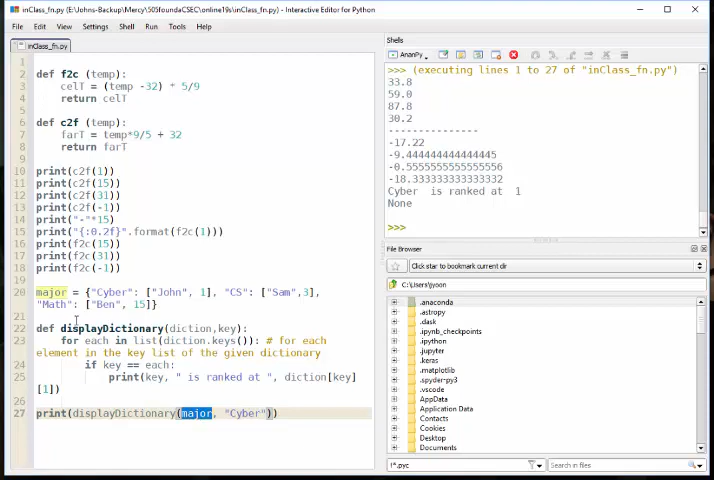 inClass_fn.py (E:\Johns-Backup\Mercy\505foundaCSEC\online19s\inClass_fn.py) - Interactive Editor for Python
File Edit View Settings Shell Run Tools Help
inClass_fn.py
1
2 def f2c (temp):
3 celT = (temp -32) * 5/9
4 return celT
5
6 def c2f (temp):
7 farT = temp*9/5 + 32
8 return farT
9
10 print(c2f(1))
11 print(c2f(15))
12 print(c2f(31))
13 print(c2f(-1))
14 print("-"*15)
15 print("{:0.2f}".format(f2c(1)))
16 print(f2c(15))
17 print(f2c(31))
18 print(f2c(-1))
19
20 major = {"Cyber": ["John", 1], "CS": ["Sam",3],
"Math": ["Ben", 15]}
21
22 def displayDictionary(diction,key):
23 for each in list(diction.keys()): # for each
element in the key list of the given dictionary
24 if key == each:
25 print(key, " is ranked at ", diction[key]
[1])
26
27 print(displayDictionary(major, "Cyber"))
Shells
AnanPy
>>> (executing lines 1 to 27 of "inClass_fn.py")
33.8
59.0
87.8
30.2
---------------
-17.22
-9.444444444444445
-0.5555555555555556
-18.333333333333332
Cyber is ranked at 1
None
>>>
File Browser
Click star to bookmark current dir
C:\Users\gyoon
.anaconda
.astropy
.dask
.ipynb_checkpoints
.ipython
.jupyter
.keras
.matplotlib
.spyder-py3
.vscode
AppData
Application Data
Contacts
Cookies
Desktop
Documents
!*.pyc
Search in files